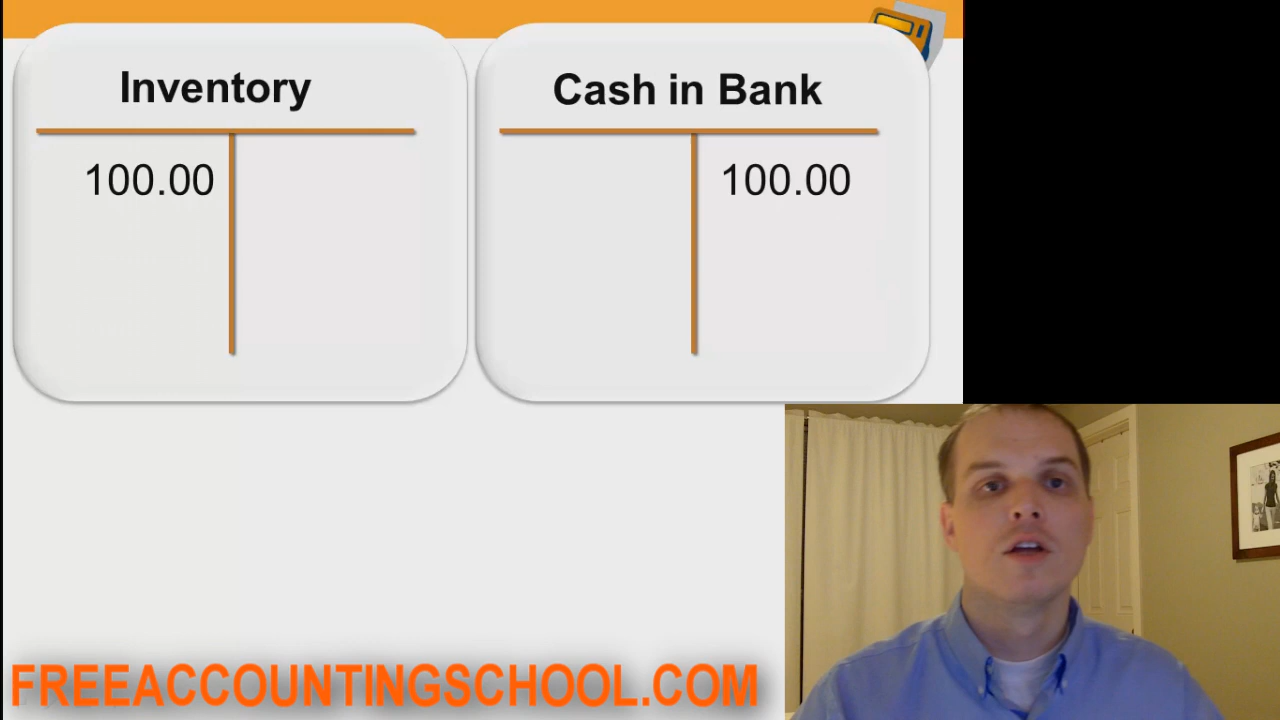 Inventory
Cash in Bank
100.00
100.00
FREEACCOUNTINGSCHOOL.COM